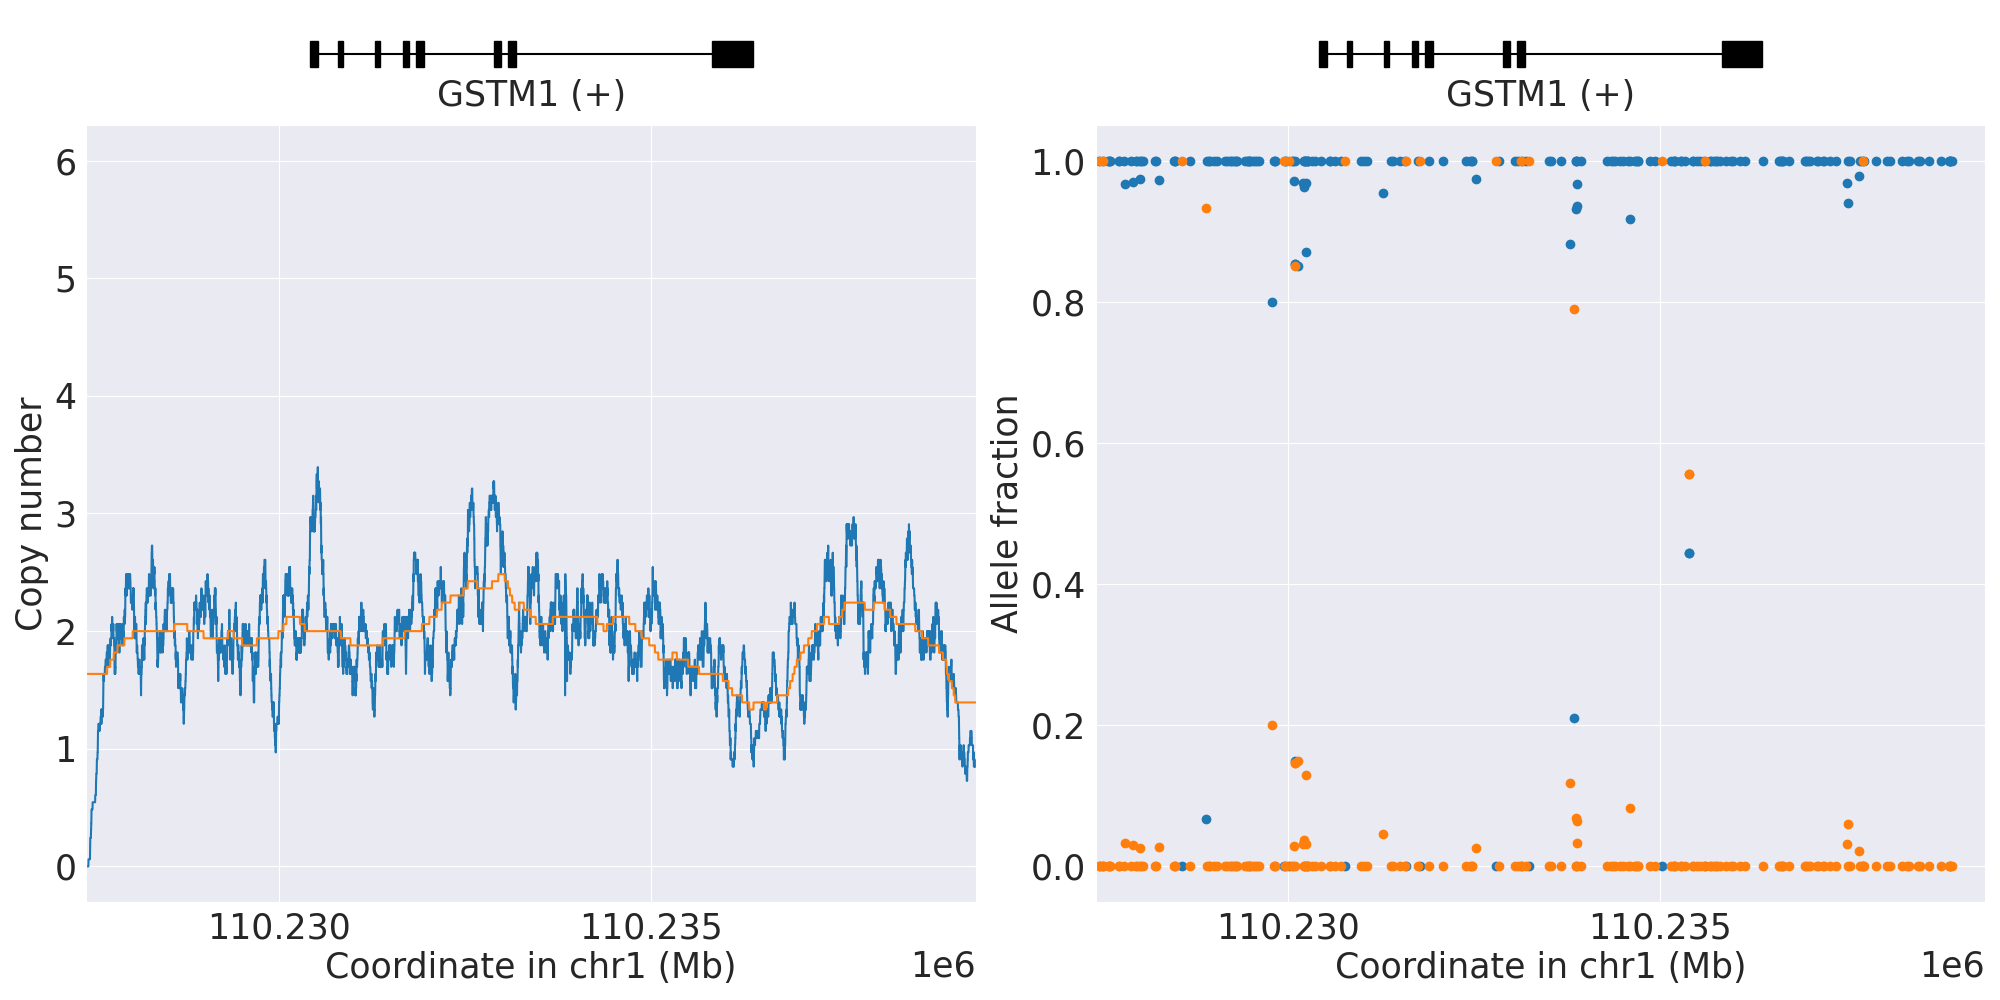 GSTM1 (+)
6
5
4
3
2
1
0
Copy number
110.230
110.235
Coordinate in chr1 (Mb)
1e6
GSTM1 (+)
1.0
0.8
0.6
0.4
0.2
0.0
Allele fraction
110.230
110.235
Coordinate in chr1 (Mb)
1e6